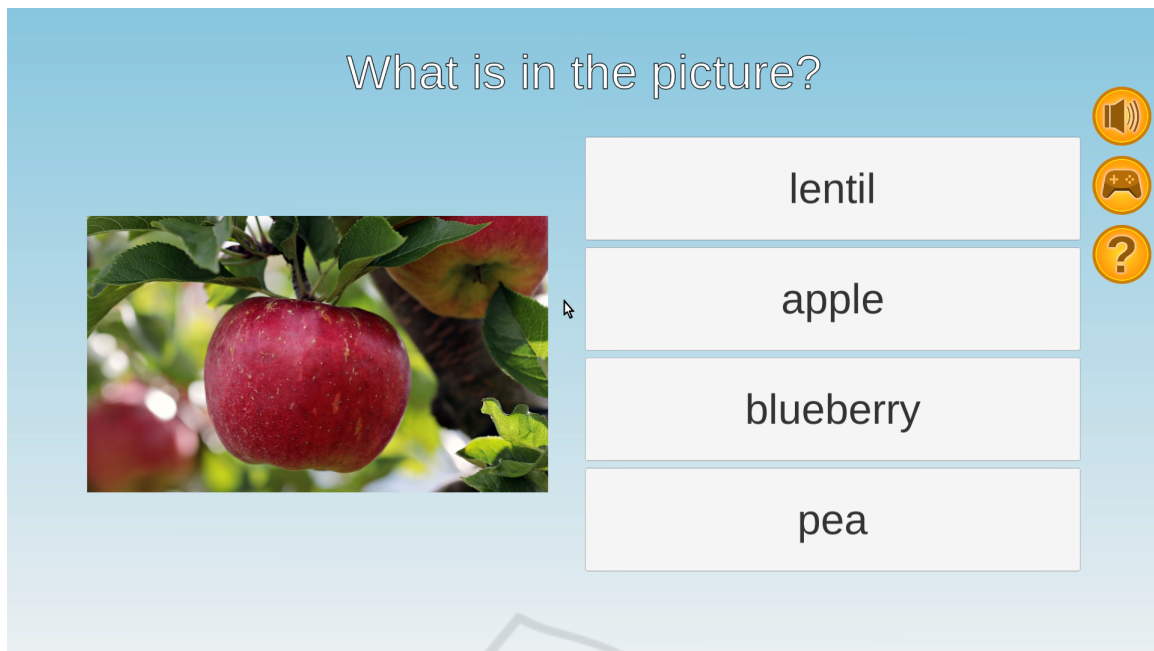 What is in the picture?
lentil
apple
blueberry
pea
?